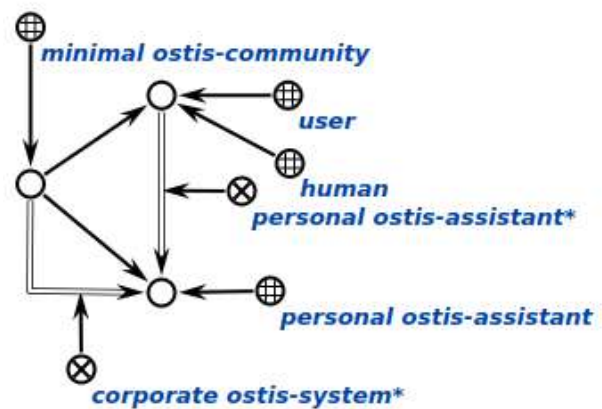 minimal ostis-community
user
human
personal ostis-assistant*
personal ostis-assistant
corporate ostis-system*